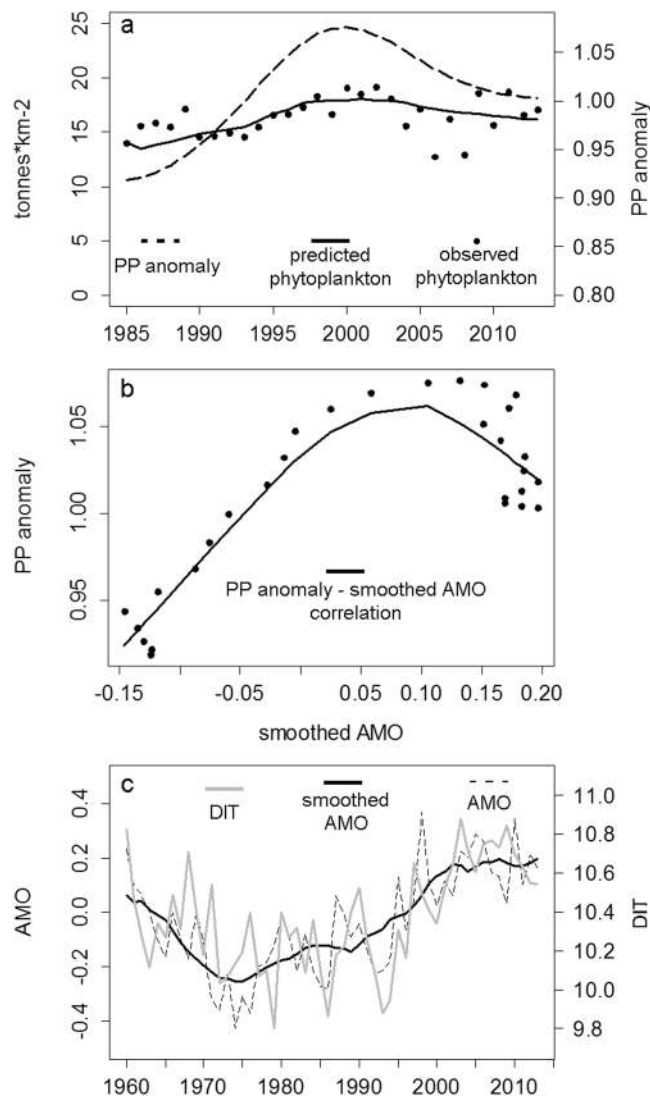 a
tonnes*km-2
25
20
15
10
5
0
1.05
1.00
0.95
0.90
0.85
0.80
PP anomaly
PP anomaly
predicted
phytoplankton
observed
phytoplankton
1985 1990 1995 2000 2005 2010
b
PP anomaly
1.05
1.00
0.95
PP anomaly - smoothed AMO
correlation
-0.15 -0.05 0.05 0.10 0.15 0.20
smoothed AMO
c
AMO
0.4
0.2
0.0
-0.2
-0.4
DIT
smoothed
AMO
AMO
11.0
10.8
10.6
10.4
10.2
10.0
9.8
DIT
1960 1970 1980 1990 2000 2010